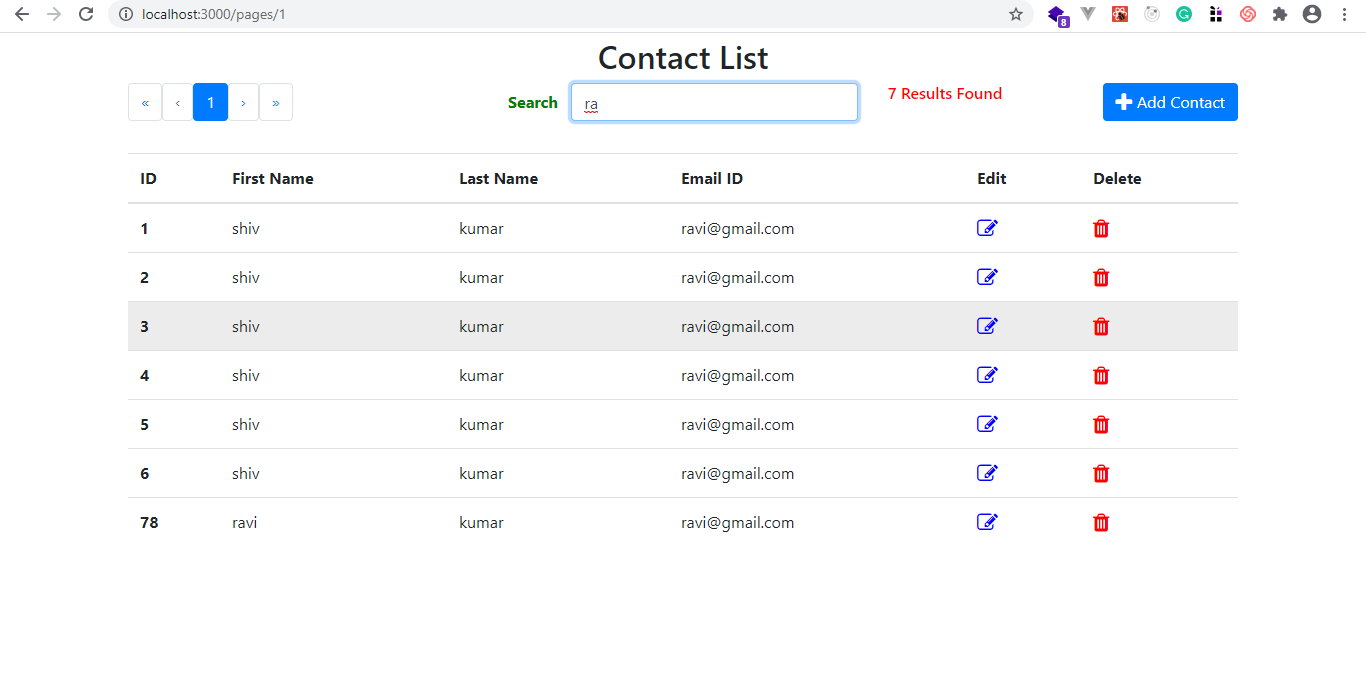 localhost:3000/pages/1
8
Contact List
« ‹ 1 › » Search ra 7 Results Found Add Contact
ID First Name Last Name Email ID Edit Delete
1 shiv kumar ravi@gmail.com
2 shiv kumar ravi@gmail.com
3 shiv kumar ravi@gmail.com
4 shiv kumar ravi@gmail.com
5 shiv kumar ravi@gmail.com
6 shiv kumar ravi@gmail.com
78 ravi kumar ravi@gmail.com